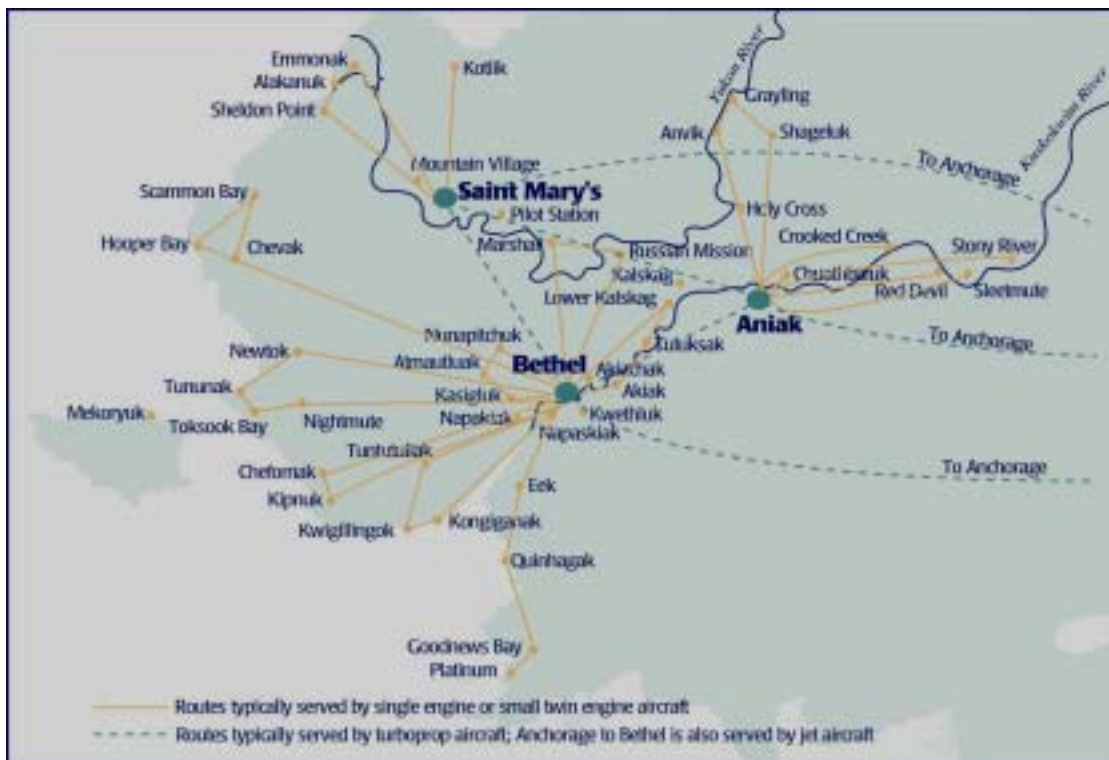 Emmonak
Kotlik
Alakanuk
Sheldon Point
Yukon River
Grayling
Anvik
Shageluk
Kuskokwim River
To Anchorage
Mountain Village
Scammon Bay
Saint Mary's
Pilot Station
Holy Cross
Hooper Bay
Chevak
Marshall
Russian Mission
Crooked Creek
Stony River
Kalskag
Chuathbaluk
Lower Kalskag
Red Devil
Sleetmute
Aniak
Nunapitchuk
Tuluksak
To Anchorage
Newtok
Atmautluak
Bethel
Akiachak
Tununak
Kasigluk
Akiak
Mekoryuk
Toksook Bay
Nightmute
Napakiak
Kwethluk
Napaskiak
Tuntutuliak
Chefornak
To Anchorage
Kipnuk
Eek
Kwigillingok
Kongiganak
Quinhagak
Goodnews Bay
Platinum
Routes typically served by single engine or small twin engine aircraft
Routes typically served by turboprop aircraft; Anchorage to Bethel is also served by jet aircraft